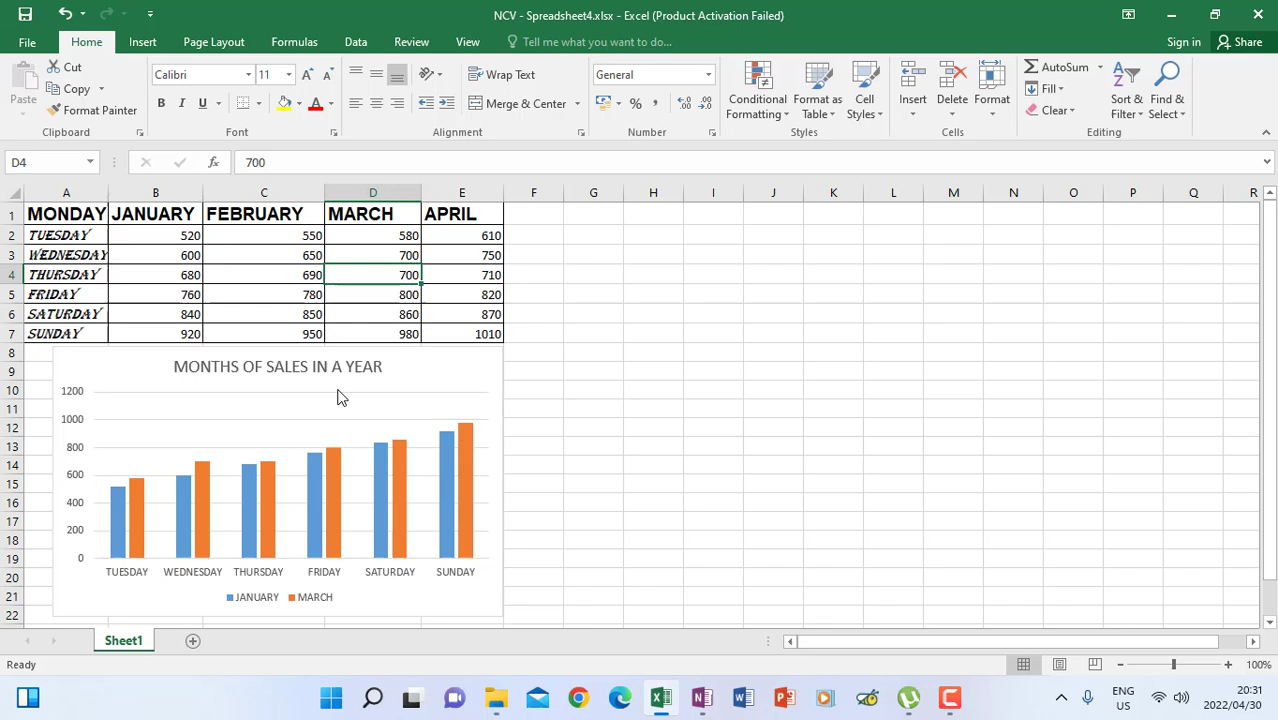 NCV - Spreadsheet4.xlsx - Excel (Product Activation Failed)
File Home Insert Page Layout Formulas Data Review View Tell me what you want to do... Sign in Share
Paste Cut Copy Format Painter Clipboard
Calibri 11 B I U A A A Font
Wrap Text Merge & Center Alignment
General % , Number
Conditional Formatting Format as Table Cell Styles Styles
Insert Delete Format Cells
AutoSum Fill Clear Sort & Filter Find & Select Editing
D4 fx 700
A B C D E F G H I J K L M N O P Q R
1 MONDAY JANUARY FEBRUARY MARCH APRIL
2 TUESDAY 520 550 580 610
3 WEDNESDAY 600 650 700 750
4 THURSDAY 680 690 700 710
5 FRIDAY 760 780 800 820
6 SATURDAY 840 850 860 870
7 SUNDAY 920 950 980 1010
8
9
10
11
12
13
14
15
16
17
18
19
20
21
22
MONTHS OF SALES IN A YEAR
1200
1000
800
600
400
200
0
TUESDAY WEDNESDAY THURSDAY FRIDAY SATURDAY SUNDAY
JANUARY MARCH
Sheet1
Ready 100%
ENG US 20:31 2022/04/30